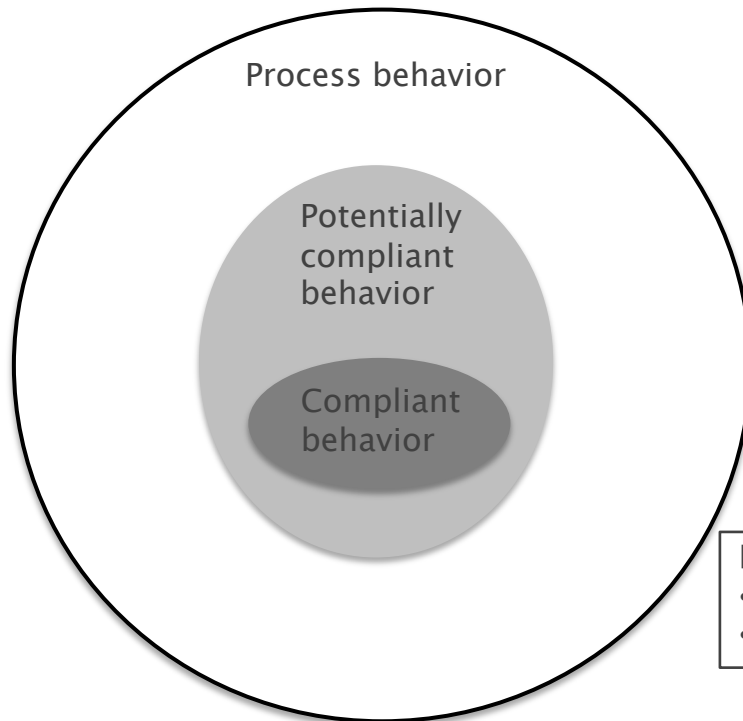 Process behavior
Potentially
compliant
behavior
Compliant
behavior